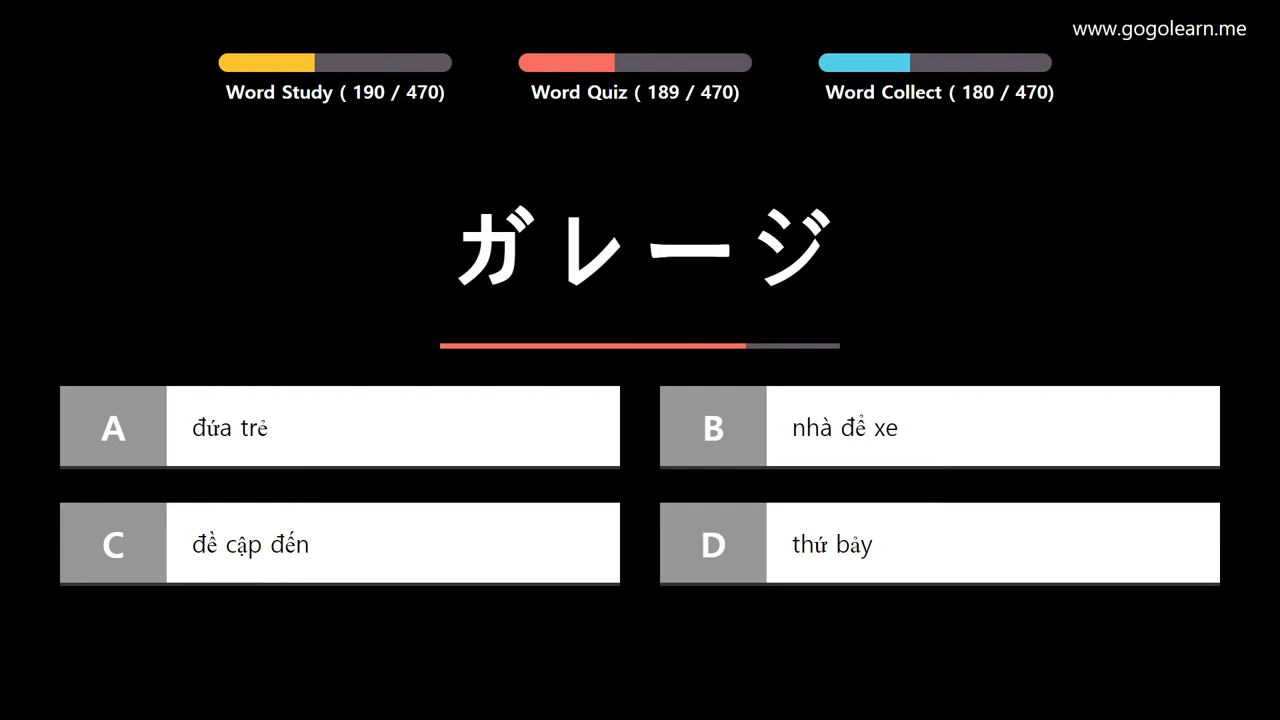 www.gogolearn.me
Word Study ( 190 / 470)
Word Quiz ( 189 / 470)
Word Collect ( 180 / 470)
ガレージ
A
đứa trẻ
B
nhà để xe
C
đề cập đến
D
thứ bảy